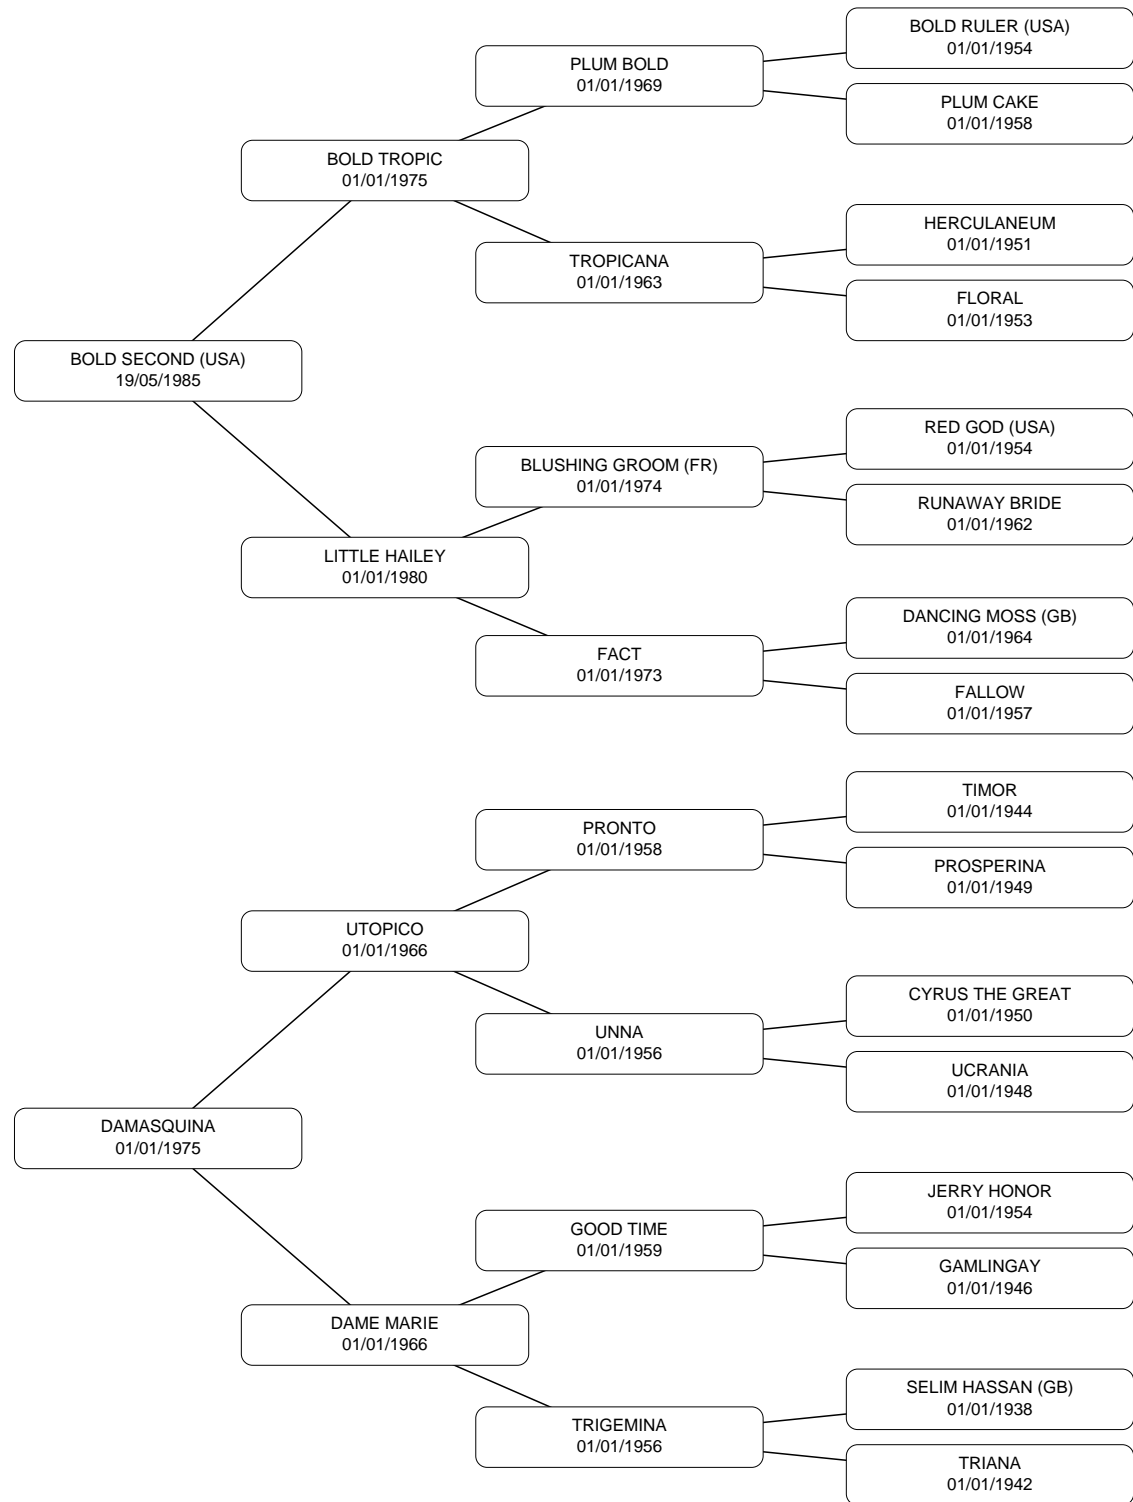 BOLD RULER (USA)
01/01/1954
PLUM BOLD
01/01/1969
PLUM CAKE
01/01/1958
BOLD TROPIC
01/01/1975
HERCULANEUM
01/01/1951
TROPICANA
01/01/1963
FLORAL
01/01/1953
BOLD SECOND (USA)
19/05/1985
RED GOD (USA)
01/01/1954
BLUSHING GROOM (FR)
01/01/1974
RUNAWAY BRIDE
01/01/1962
LITTLE HAILEY
01/01/1980
DANCING MOSS (GB)
01/01/1964
FACT
01/01/1973
FALLOW
01/01/1957
TIMOR
01/01/1944
PRONTO
01/01/1958
PROSPERINA
01/01/1949
UTOPICO
01/01/1966
CYRUS THE GREAT
01/01/1950
UNNA
01/01/1956
UCRANIA
01/01/1948
DAMASQUINA
01/01/1975
JERRY HONOR
01/01/1954
GOOD TIME
01/01/1959
GAMLINGAY
01/01/1946
DAME MARIE
01/01/1966
SELIM HASSAN (GB)
01/01/1938
TRIGEMINA
01/01/1956
TRIANA
01/01/1942